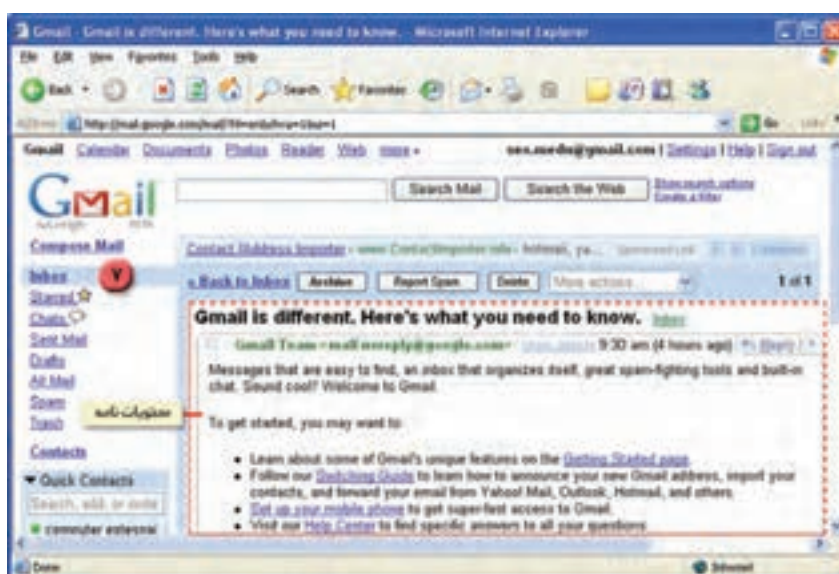 Gmail - Gmail is different. Here's what you need to know. - Microsoft Internet Explorer
File Edit View Favorites Tools Help
Back Search Favorites
Go
Gmail Calendar Documents Photos Reader Web more
@gmail.com | Settings | Help | Sign out
Gmail
Search Mail Search the Web Show search options
Create a filter
Compose Mail
Contact Address Importer - hotmail, ya... Sponsored Link
Inbox ۷
« Back to Inbox Archive Report Spam Delete More actions... 1 of 1
Starred
Chats
Sent Mail
Drafts
All Mail
Spam
Trash
Contacts
Quick Contacts
Search, add, or invite
Gmail is different. Here's what you need to know. Inbox
Gmail Team 9:30 am (4 hours ago) Reply
Messages that are easy to find, an inbox that organizes itself, great spam-fighting tools and built-in
chat. Sound cool? Welcome to Gmail.
محتویات نامه
To get started, you may want to:
• Learn about some of Gmail's unique features on the Getting Started page.
• Follow our Switching Guide to learn how to announce your new Gmail address, import your
contacts, and forward your email from Yahoo! Mail, Outlook, Hotmail, and others.
• Set up your mobile phone to get super-fast access to Gmail.
• Visit our Help Center to find specific answers to all your questions
Done Internet